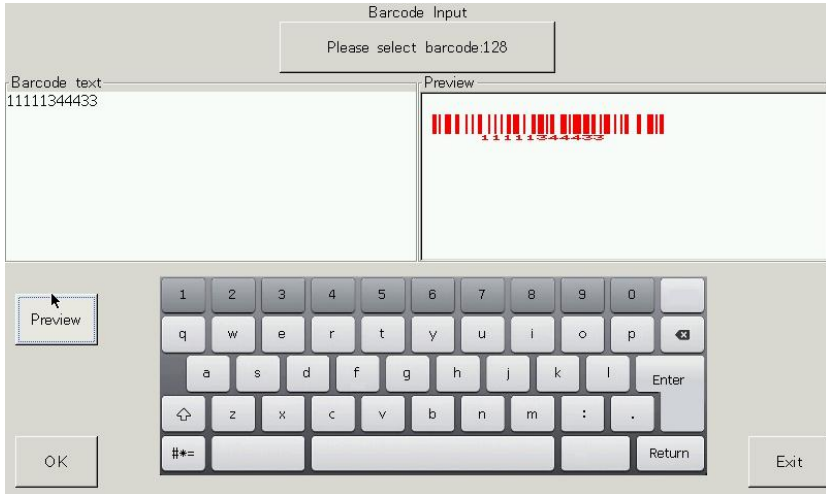 Barcode Input
Please select barcode:128
Barcode text
Preview
11111344433
11111344433
Preview
1 2 3 4 5 6 7 8 9 0
q w e r t y u i o p
a s d f g h j k l Enter
z x c v b n m : .
#*= Return
OK
Exit